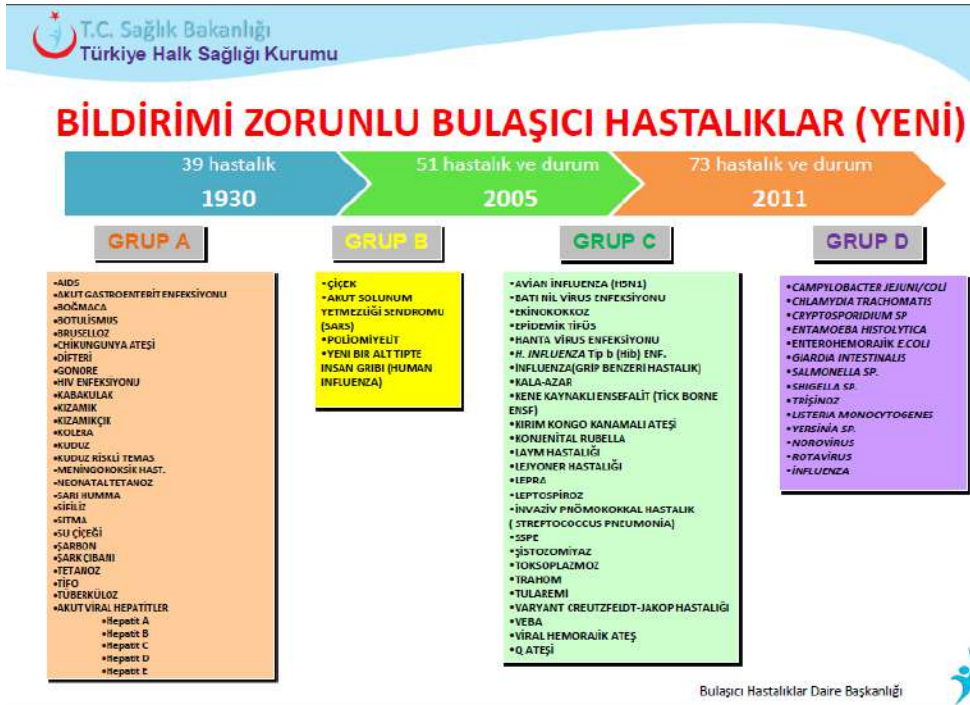 T.C. Sağlık Bakanlığı
Türkiye Halk Sağlığı Kurumu
BİLDİRİMİ ZORUNLU BULAŞICI HASTALIKLAR (YENİ)
39 hastalık
1930
51 hastalık ve durum
2005
73 hastalık ve durum
2011
GRUP A
•AIDS
•AKUT GASTROENTERİT ENFEKSİYONU
•BOĞMACA
•BOTULİSMUS
•BRUSELLOZ
•CHİKUNGUNYA ATEŞİ
•DİFTERİ
•GONORE
•HIV ENFEKSİYONU
•KABAKULAK
•KIZAMIK
•KIZAMIKÇIK
•KOLERA
•KUDUZ
•KUDUZ RİSKLİ TEMAS
•MENİNGOKOKSİK HAST.
•NEONATAL TETANOZ
•SARI HUMMA
•SİFİLİZ
•SITMA
•SU ÇİÇEĞİ
•ŞARBON
•ŞARK ÇIBANI
•TETANOZ
•TİFO
•TÜBERKÜLOZ
•AKUT VİRAL HEPATİTLER
•Hepatit A
•Hepatit B
•Hepatit C
•Hepatit D
•Hepatit E
GRUP B
•ÇİÇEK
•AKUT SOLUNUM
YETMEZLİĞİ SENDROMU
(SARS)
•POLİOMİYELİT
•YENI BIR ALT TIPTE
INSAN GRIBI (HUMAN
INFLUENZA)
GRUP C
•AVİAN İNFLUENZA (H5N1)
•BATI NİL VİRUS ENFEKSİYONU
•EKİNOKOKKOZ
•EPİDEMİK TİFÜS
•HANTA VİRUS ENFEKSİYONU
•H. INFLUENZA Tip b (Hib) ENF.
•İNFLUENZA(GRİP BENZERİ HASTALIK)
•KALA-AZAR
•KENE KAYNAKLI ENSEFALİT (TİCK BORNE
ENSF)
•KIRIM KONGO KANAMALI ATEŞİ
•KONJENİTAL RUBELLA
•LAYM HASTALIĞI
•LEJYONER HASTALIĞI
•LEPRA
•LEPTOSPİROZ
•İNVAZİV PNÖMOKOKKAL HASTALIK
( STREPTOCOCCUS PNEUMONİA)
•SSPE
•ŞİSTOZOMİYAZ
•TOKSOPLAZMOZ
•TRAHOM
•TULAREMİ
•VARYANT CREUTZFELDT-JAKOP HASTALIĞI
•VEBA
•VİRAL HEMORAJİK ATEŞ
•Q ATEŞİ
GRUP D
•CAMPYLOBACTER JEJUNI/COLİ
•CHLAMYDIA TRACHOMATIS
•CRYPTOSPORIDIUM SP
•ENTAMOEBA HISTOLYTICA
•ENTEROHEMORAJİK E.COLI
•GIARDIA INTESTINALIS
•SALMONELLA SP.
•SHIGELLA SP.
•TRİŞİNOZ
•LISTERIA MONOCYTOGENES
•YERSİNİA SP.
•NOROVİRUS
•ROTAVİRUS
•İNFLUENZA
Bulaşıcı Hastalıklar Daire Başkanlığı